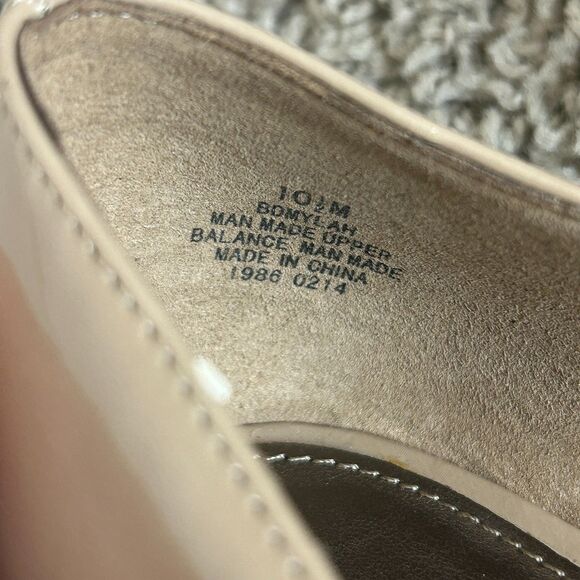 10½M
BOMYLAH
MAN MADE UPPER
BALANCE MAN MADE
MADE IN CHINA
1986 0214